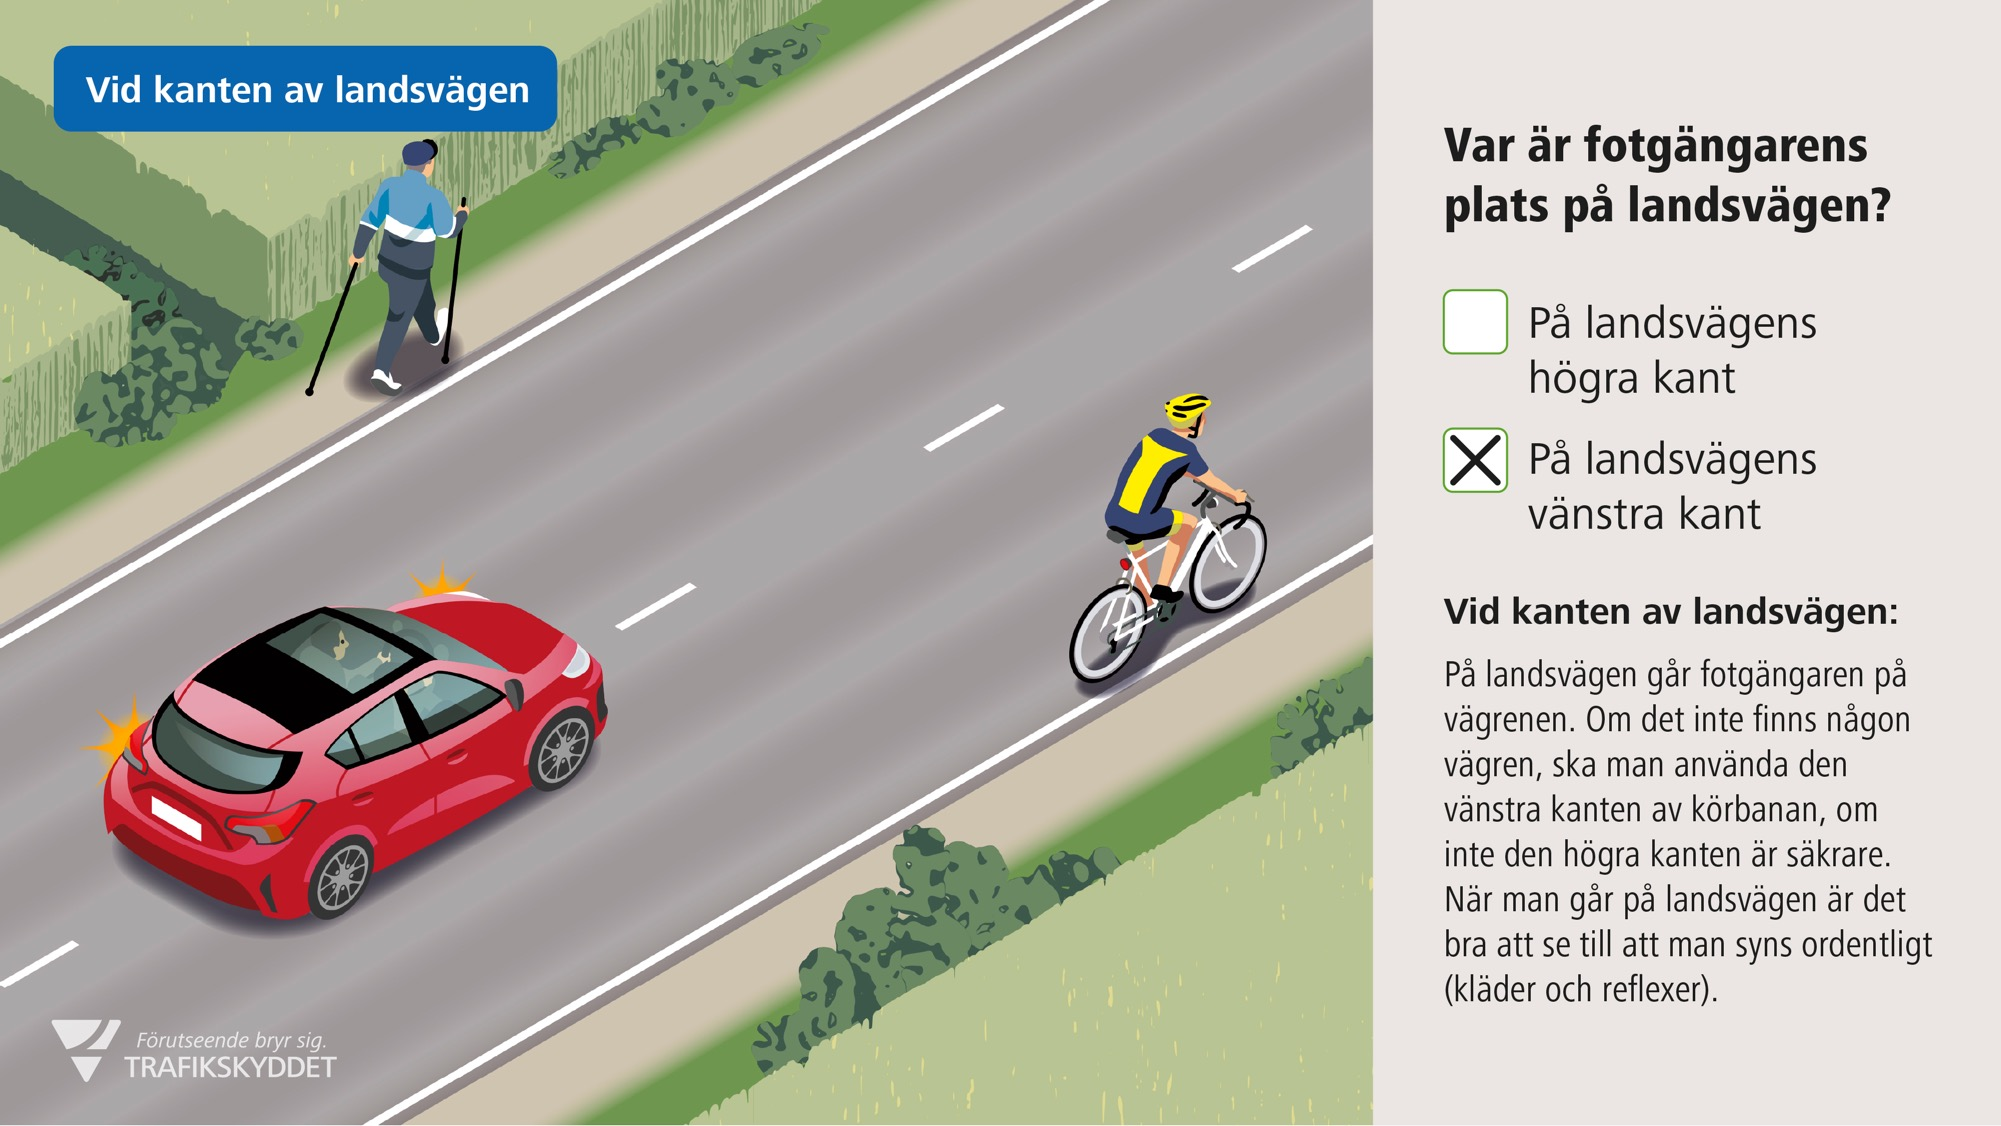 Vid kanten av landsvägen
Var är fotgängarens
plats på landsvägen?
På landsvägens
högra kant
På landsvägens
vänstra kant
Vid kanten av landsvägen:
På landsvägen går fotgängaren på
vägrenen. Om det inte finns någon
vägren, ska man använda den
vänstra kanten av körbanan, om
inte den högra kanten är säkrare.
När man går på landsvägen är det
bra att se till att man syns ordentligt
(kläder och reflexer).
Förutseende bryr sig.
TRAFIKSKYDDET